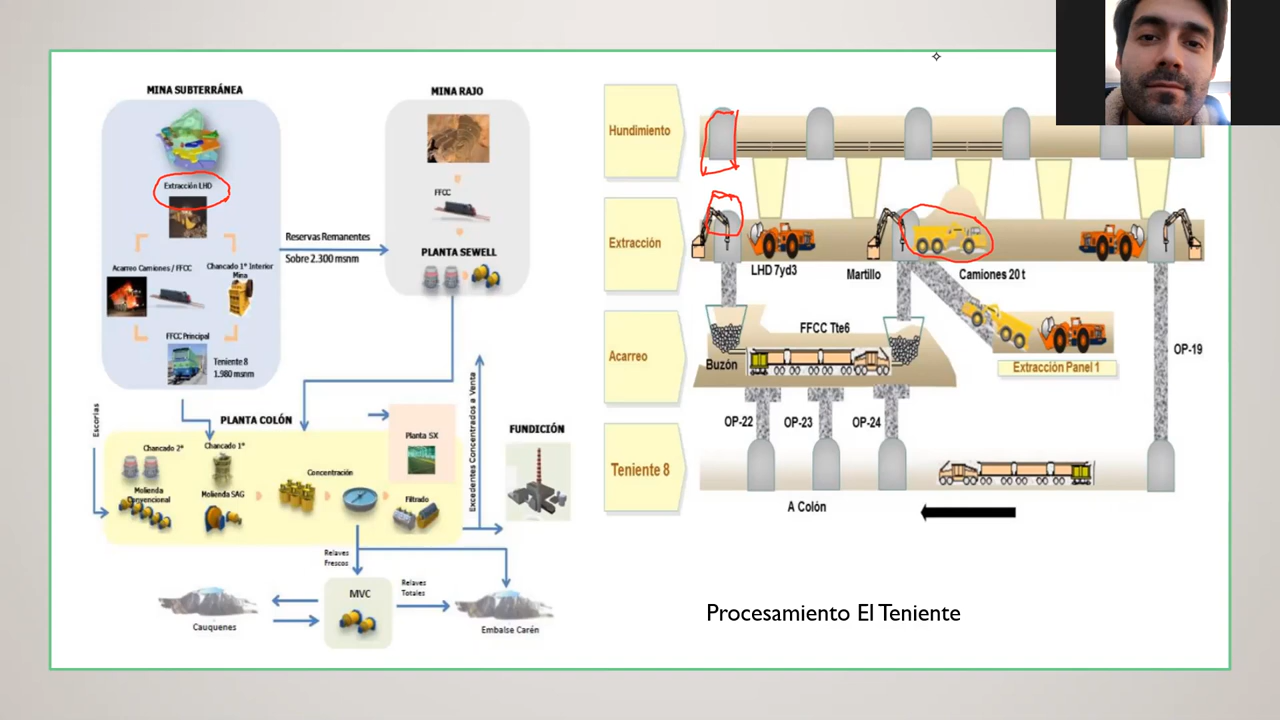 MINA SUBTERRÁNEA
Extracción LHD
Acarreo Camiones / FFCC
Chancado 1° Interior
Mina
FFCC Principal
Teniente 8
1.980 msnm
Reservas Remanentes
Sobre 2.300 msnm
MINA RAJO
FFCC
PLANTA SEWELL
Escorias
PLANTA COLÓN
Chancado 2°
Chancado 1°
Molienda
Convencional
Molienda SAG
Concentración
Planta SX
Filtrado
Excedentes Concentrados a Venta
FUNDICIÓN
Relaves
Frescos
MVC
Relaves
Totales
Cauquenes
Embalse Carén
Hundimiento
Extracción
LHD 7yd3
Martillo
Camiones 20 t
Acarreo
Buzón
FFCC Tte6
Extracción Panel 1
OP-19
OP-22
OP-23
OP-24
Teniente 8
A Colón
Procesamiento El Teniente